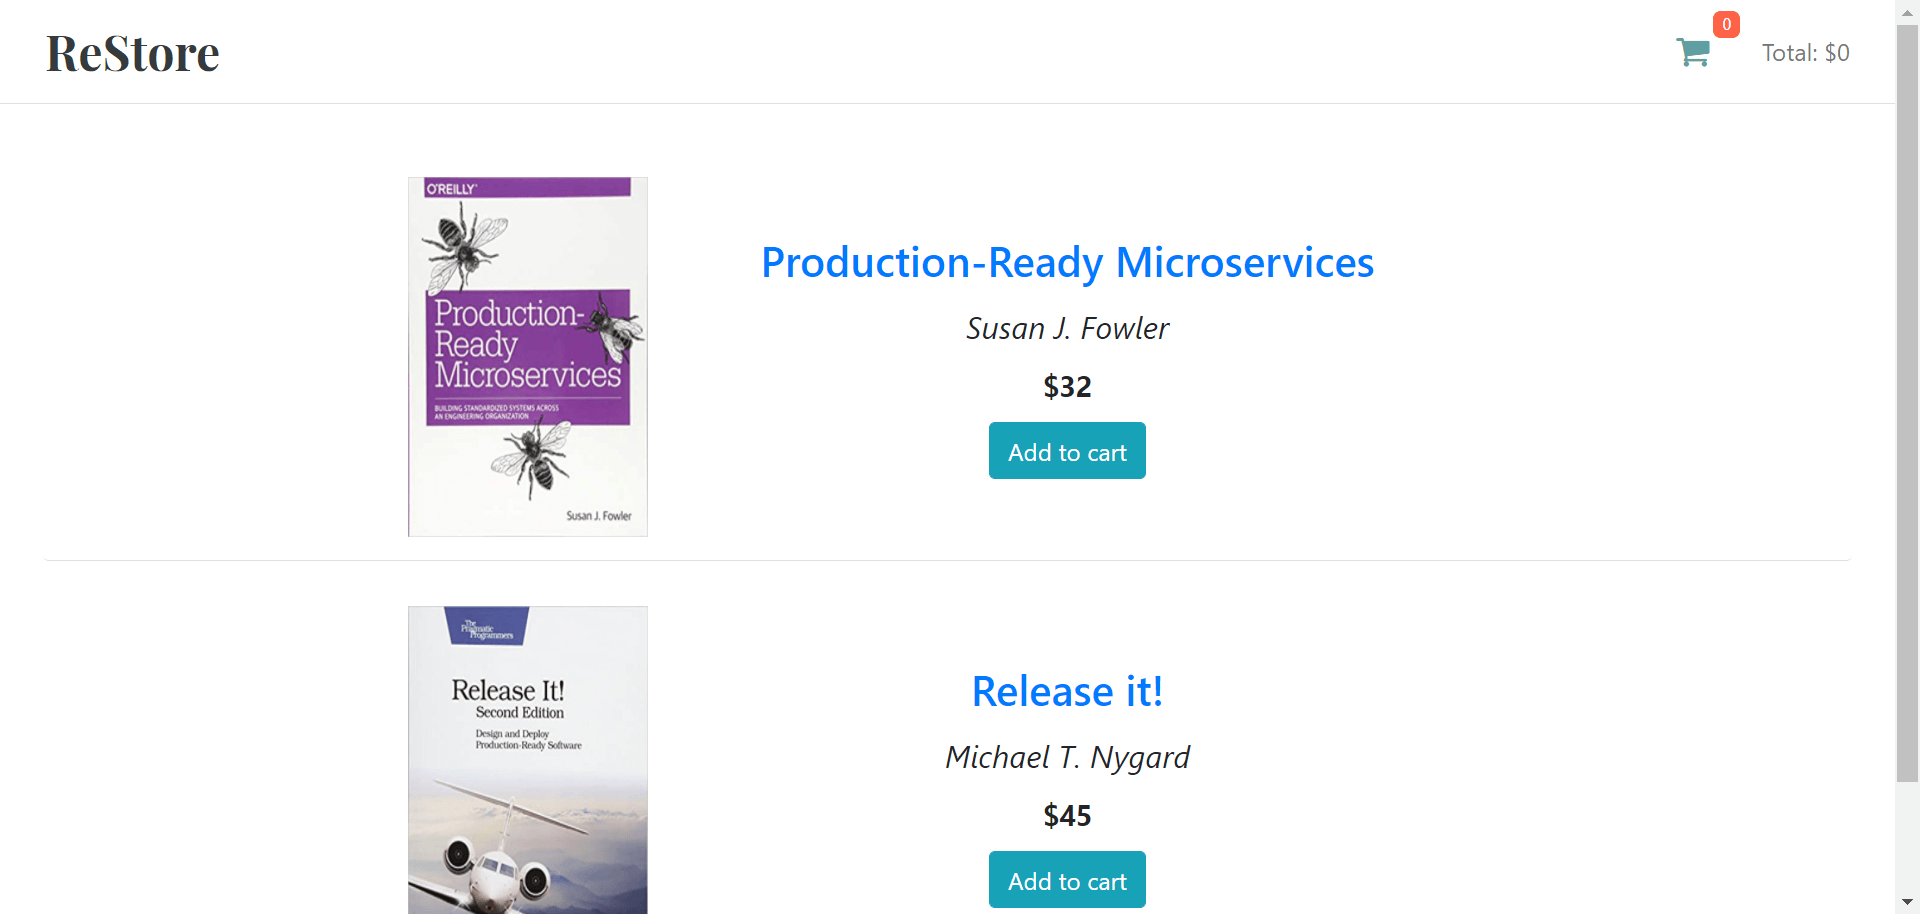 ReStore
0
Total: $0
O'REILLY
Production-
Ready
Microservices
BUILDING STANDARDIZED SYSTEMS ACROSS
AN ENGINEERING ORGANIZATION
Susan J. Fowler
Production-Ready Microservices
Susan J. Fowler
$32
Add to cart
The
Pragmatic
Programmers
Release It!
Second Edition
Design and Deploy
Production-Ready Software
Release it!
Michael T. Nygard
$45
Add to cart